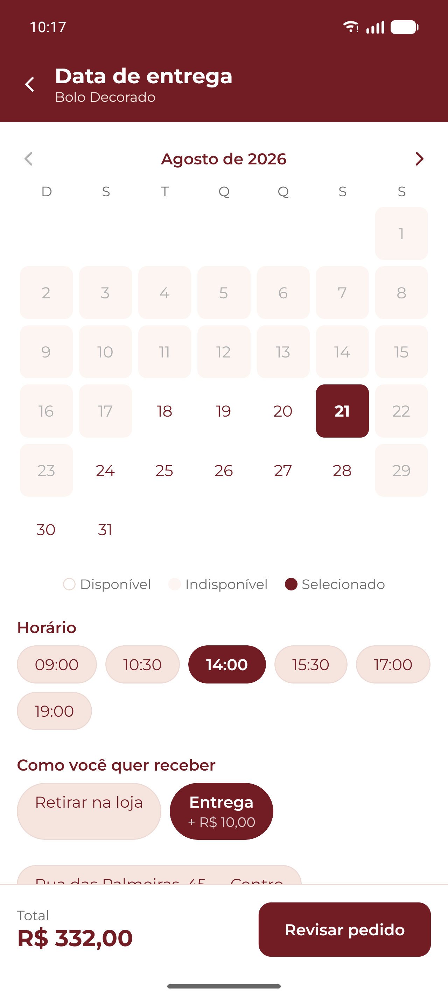 10:17
Data de entrega
Bolo Decorado
Agosto de 2026
D S T Q Q S S
1
2 3 4 5 6 7 8
9 10 11 12 13 14 15
16 17 18 19 20 21 22
23 24 25 26 27 28 29
30 31
Disponível Indisponível Selecionado
Horário
09:00 10:30 14:00 15:30 17:00
19:00
Como você quer receber
Retirar na loja Entrega
+ R$ 10,00
Rua das Palmeiras, 45 — Centro
Total
R$ 332,00
Revisar pedido